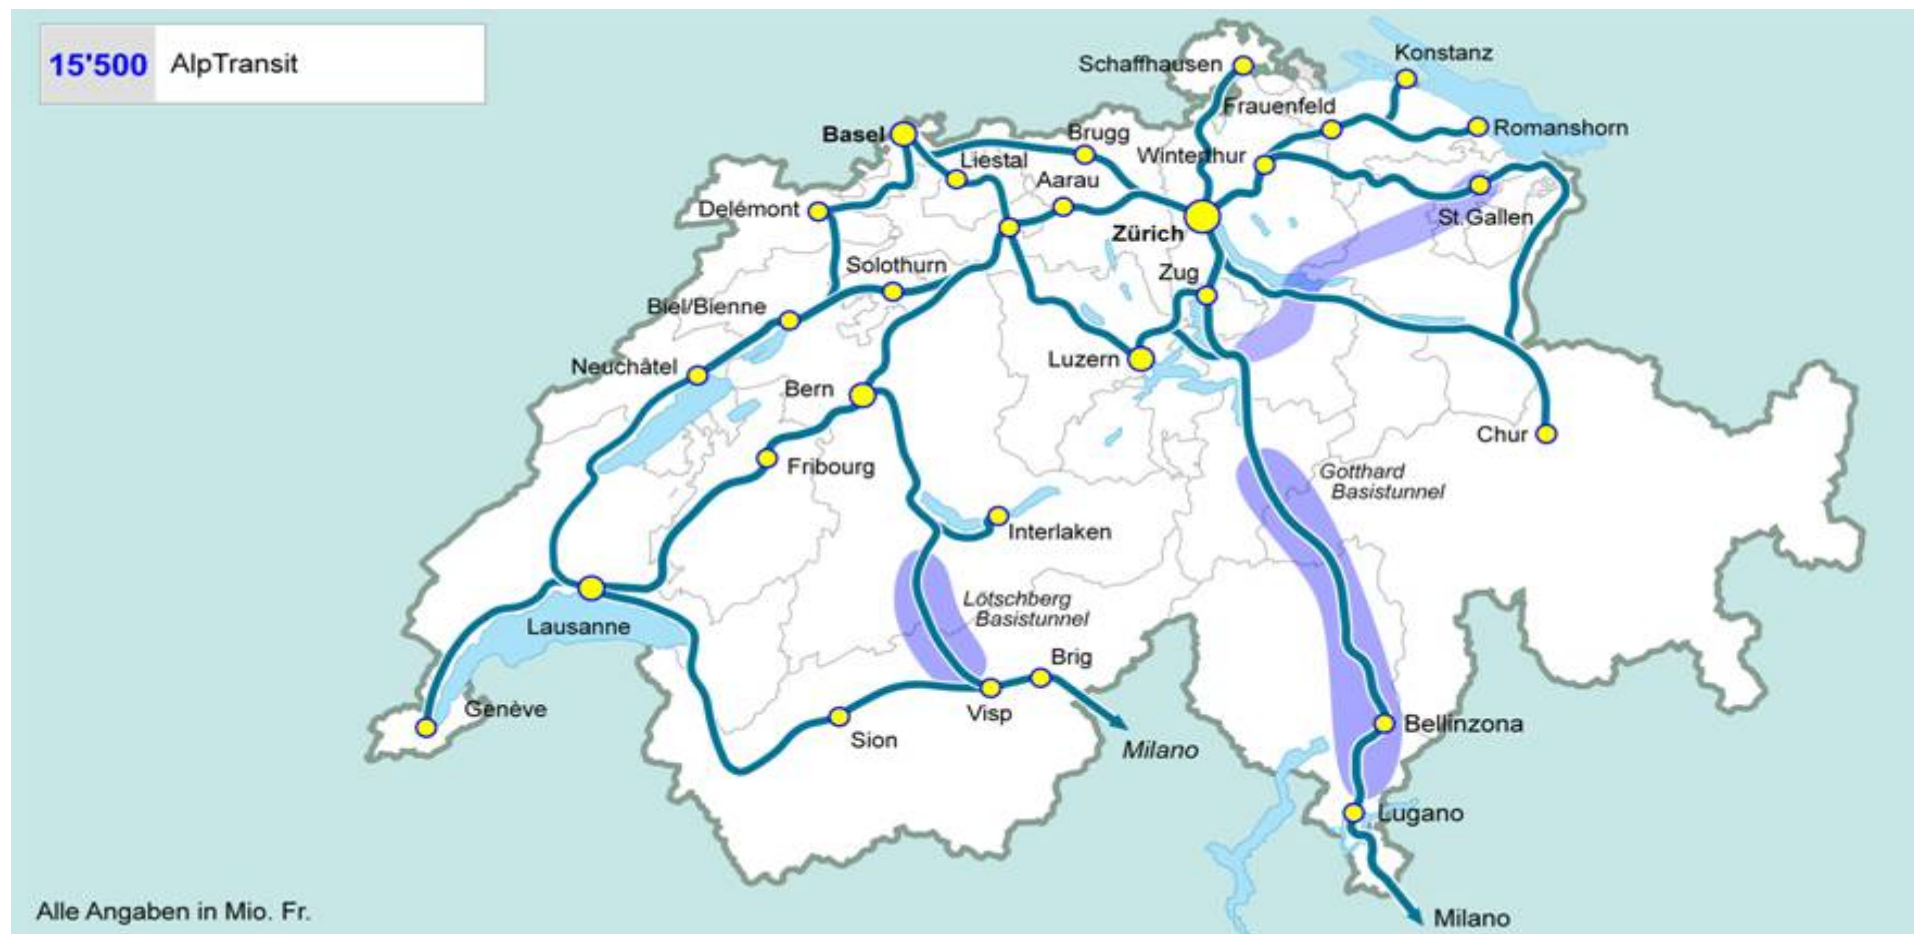 15'500 AlpTransit
Konstanz
Schaffhausen
Frauenfeld
Romanshorn
Basel
Brugg
Winterthur
Liestal
Aarau
Delémont
St.Gallen
Zürich
Solothurn
Zug
Biel/Bienne
Luzern
Neuchâtel
Bern
Chur
Fribourg
Gotthard
Basistunnel
Interlaken
Lötschberg
Basistunnel
Lausanne
Brig
Genève
Visp
Bellinzona
Sion
Milano
Lugano
Alle Angaben in Mio. Fr.
Milano